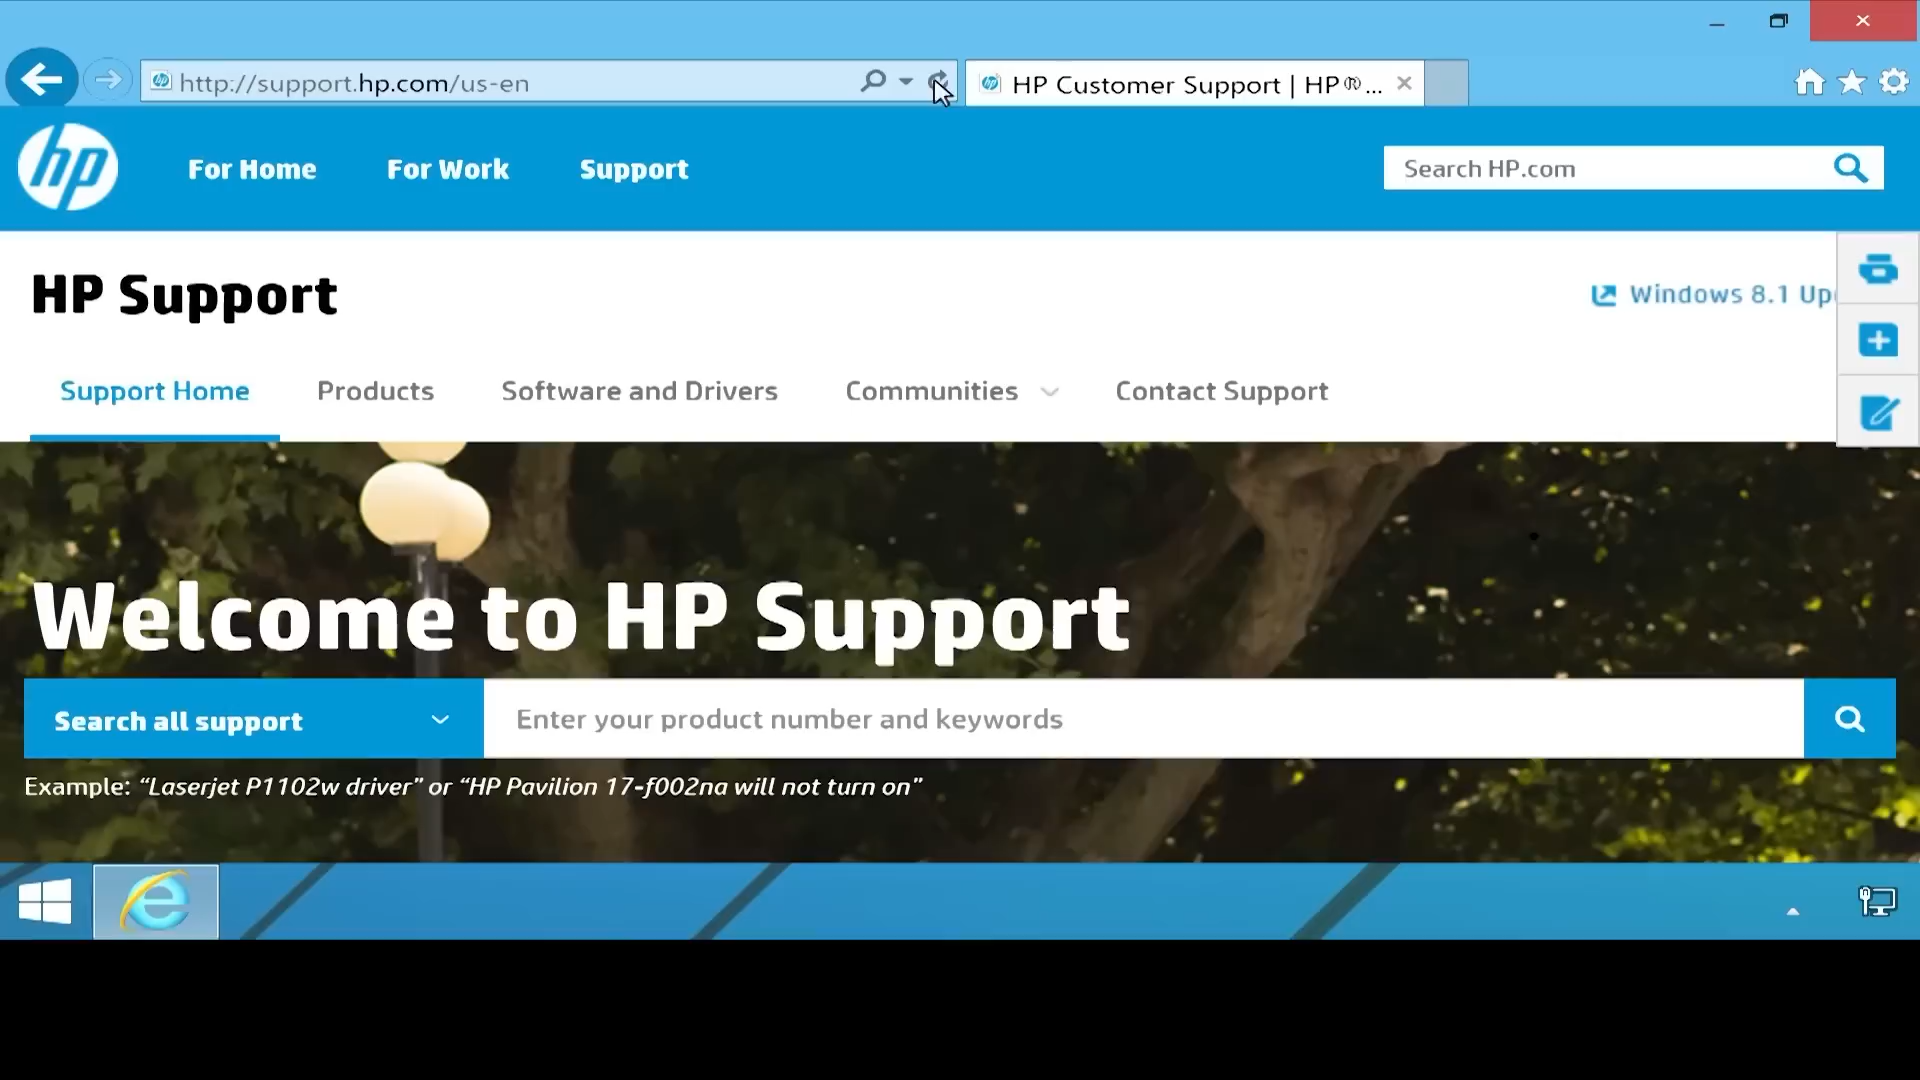 http://support.hp.com/us-en
HP Customer Support | HP® ...
hp
For Home
For Work
Support
Search HP.com
HP Support
Windows 8.1 Up
Support Home
Products
Software and Drivers
Communities
Contact Support
Welcome to HP Support
Search all support
Enter your product number and keywords
Example: “Laserjet P1102w driver” or “HP Pavilion 17-f002na will not turn on”